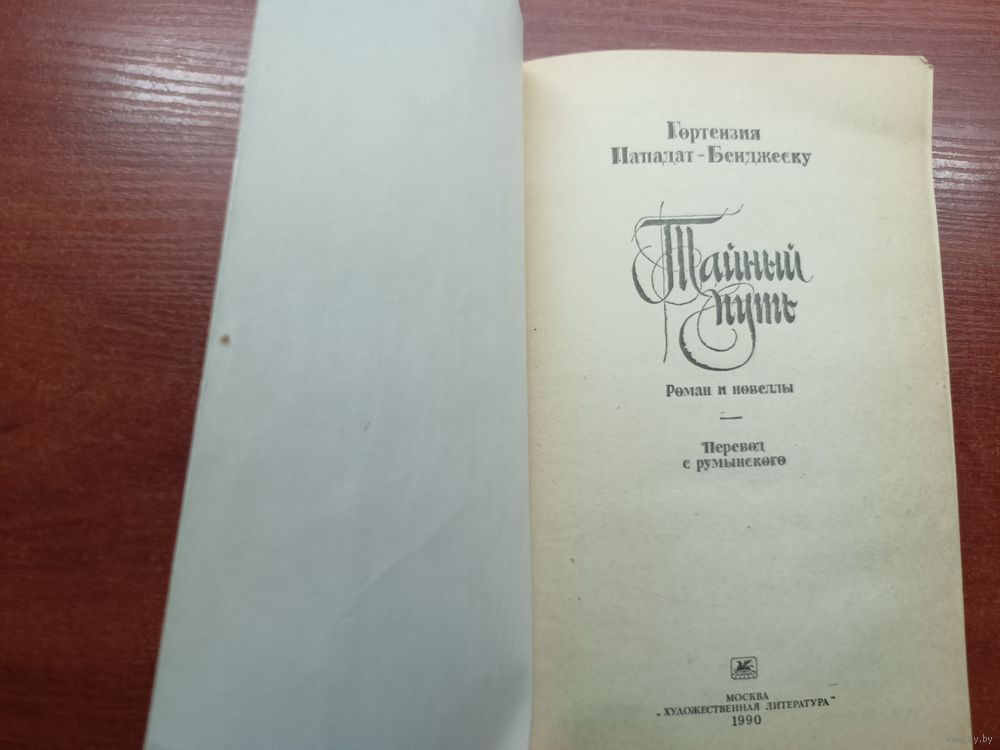 Гортензия
Пападат-Бенджеску
Тайный
путь
Роман и новеллы
Перевод
с румынского
МОСКВА
"ХУДОЖЕСТВЕННАЯ ЛИТЕРАТУРА"
1990